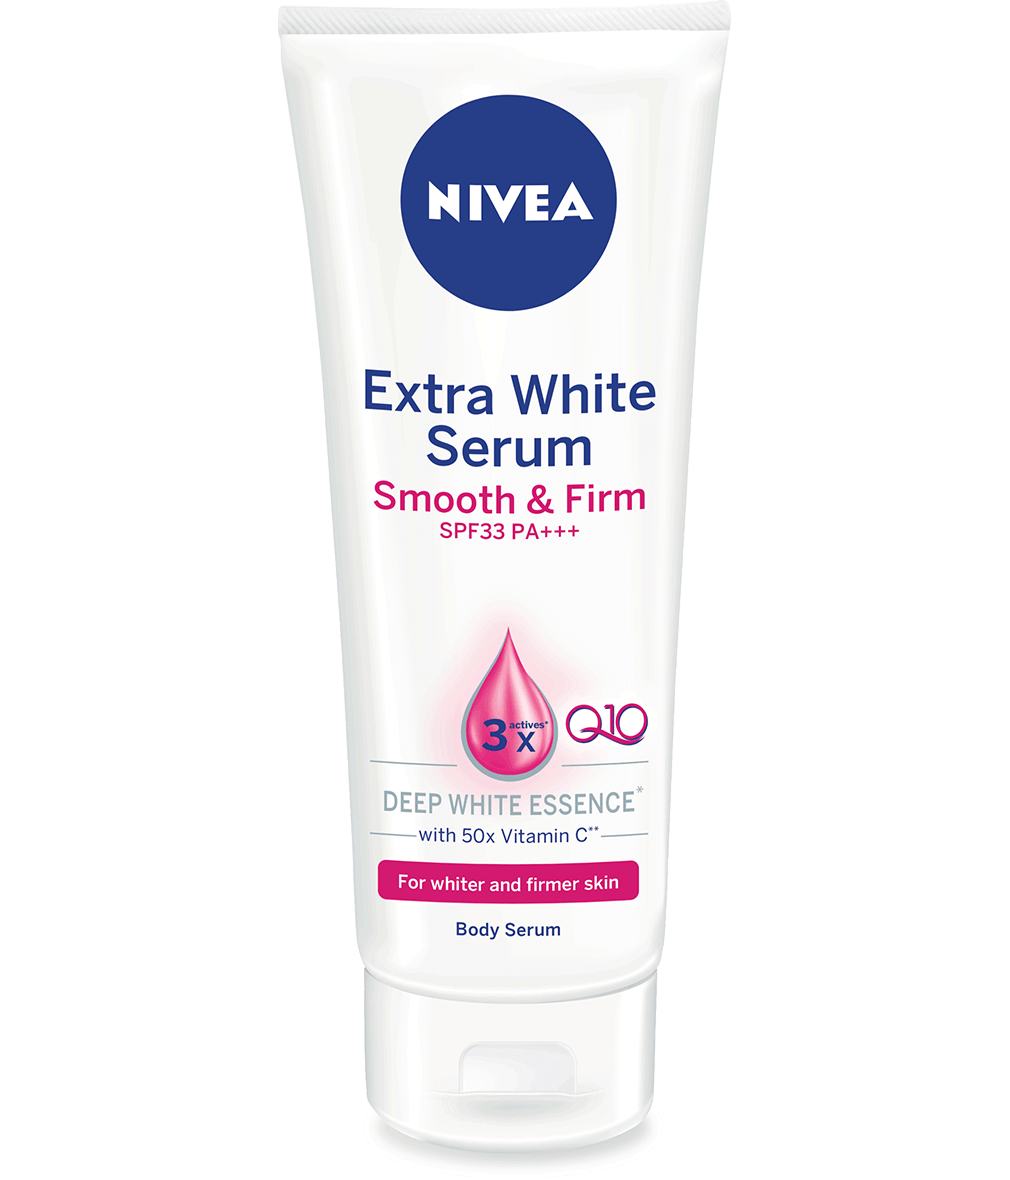 NIVEA
Extra White
Serum
Smooth & Firm
SPF33 PA+++
3 actives* x
Q10
DEEP WHITE ESSENCE*
with 50x Vitamin C**
For whiter and firmer skin
Body Serum